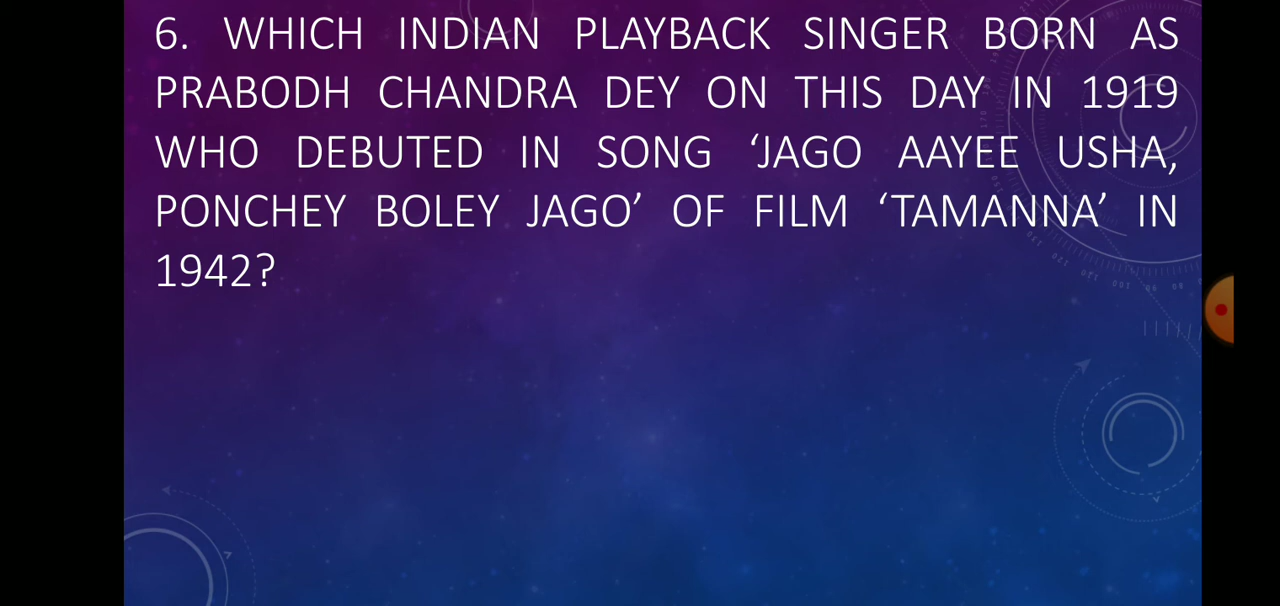 6. WHICH INDIAN PLAYBACK SINGER BORN AS
PRABODH CHANDRA DEY ON THIS DAY IN 1919
WHO DEBUTED IN SONG ‘JAGO AAYEE USHA,
PONCHEY BOLEY JAGO’ OF FILM ‘TAMANNA’ IN
1942?